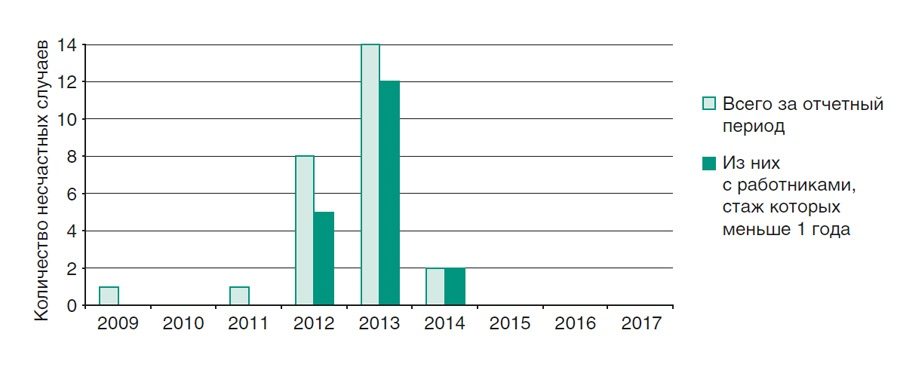 Количество несчастных случаев
14
12
10
8
6
4
2
0
2009 2010 2011 2012 2013 2014 2015 2016 2017
Всего за отчетный
период
Из них
с работниками,
стаж которых
меньше 1 года